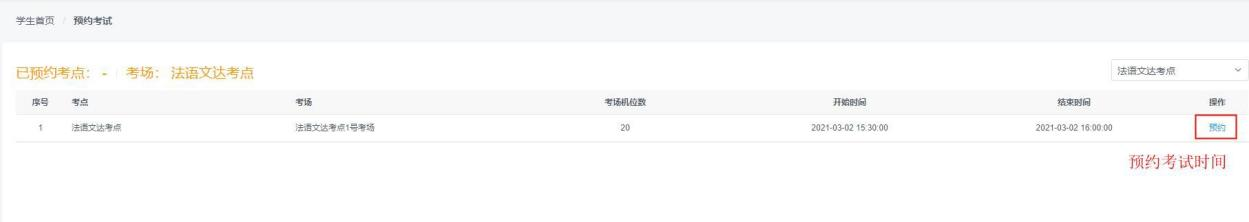 学生首页 / 预约考试
已预约考点： - | 考场： 法语文达考点
法语文达考点
序号 考点 考场 考场机位数 开始时间 结束时间 操作
1 法语文达考点 法语文达考点1号考场 20 2021-03-02 15:30:00 2021-03-02 16:00:00 预约
预约考试时间